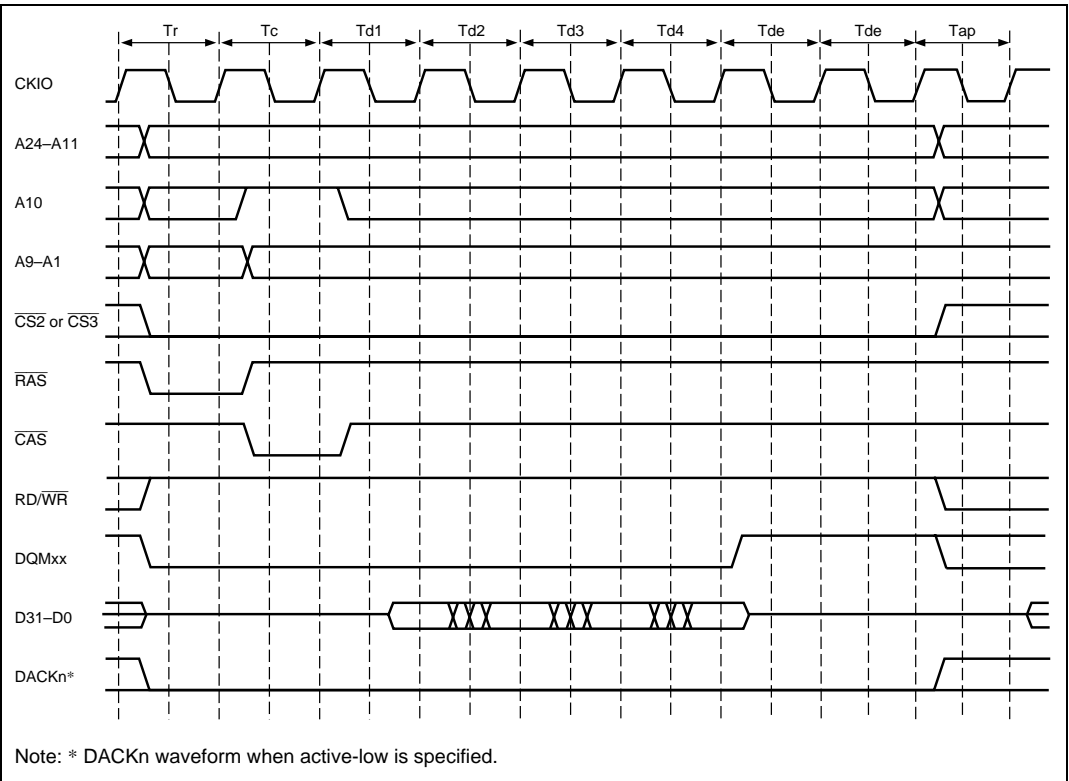 Tr Tc Td1 Td2 Td3 Td4 Tde Tde Tap
CKIO
A24–A11
A10
A9–A1
CS2 or CS3
RAS
CAS
RD/WR
DQMxx
D31–D0
DACKn*
Note: * DACKn waveform when active-low is specified.